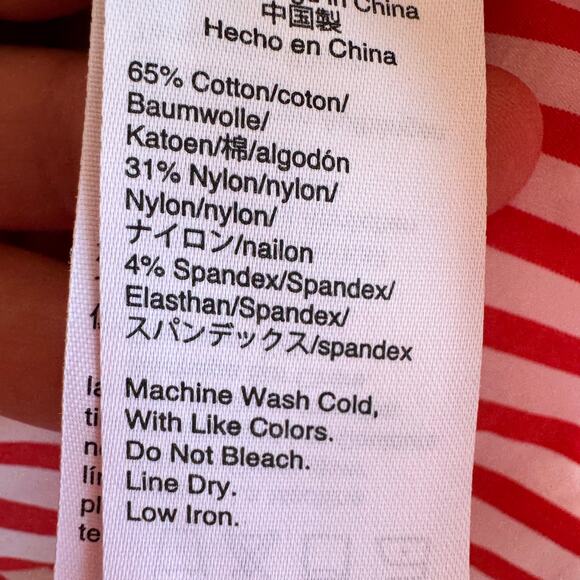 in China
中国製
Hecho en China
65% Cotton/coton/
Baumwolle/
Katoen/棉/algodón
31% Nylon/nylon/
Nylon/nylon/
ナイロン/nailon
4% Spandex/Spandex/
Elasthan/Spandex/
スパンデックス/spandex
Machine Wash Cold,
With Like Colors.
Do Not Bleach.
Line Dry.
Low Iron.